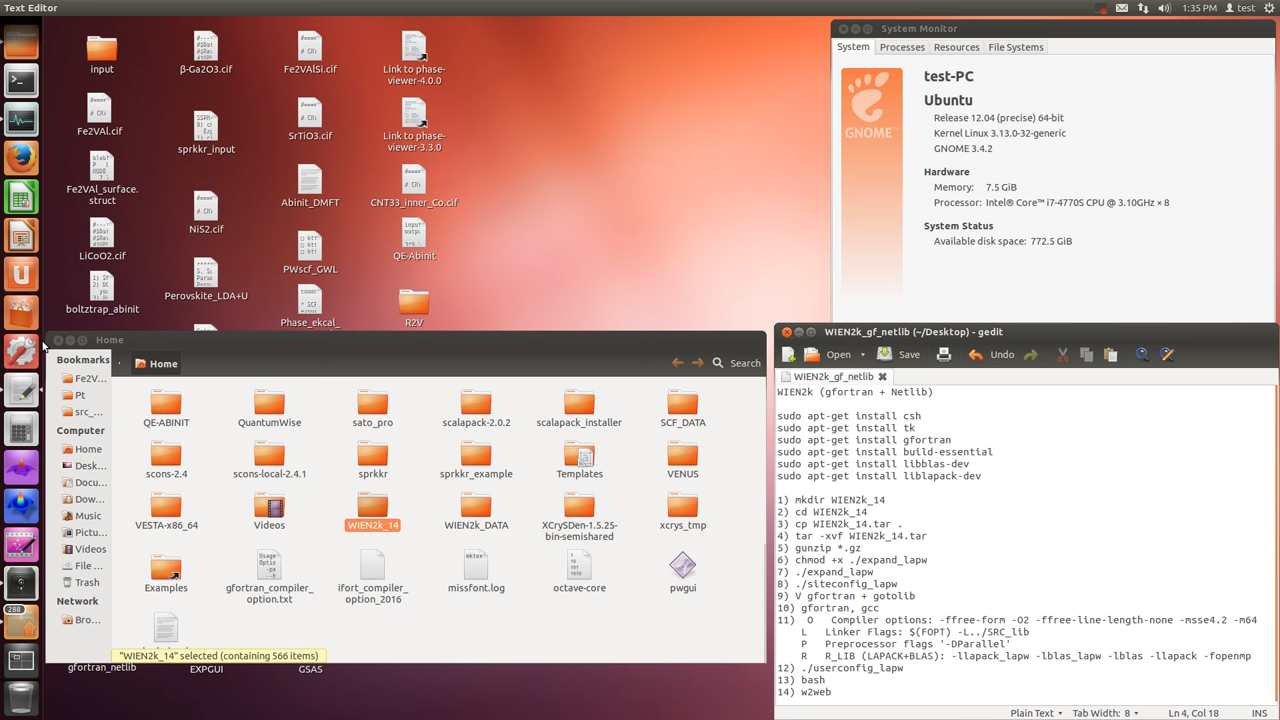 Text Editor
1:35 PM
test
input
β-Ga2O3.cif
Fe2VAlSi.cif
Link to phase-
viewer-4.0.0
Fe2VAl.cif
sprkkr_input
SrTiO3.cif
Link to phase-
viewer-3.3.0
Fe2VAl_surface.
struct
NiS2.cif
Abinit_DMFT
CNT33_inner_Co.cif
LiCoO2.cif
PWscf_GWL
QE-Abinit
boltztrap_abinit
Perovskite_LDA+U
Phase_ekcal_
R2V
System Monitor
System
Processes
Resources
File Systems
test-PC
Ubuntu
Release 12.04 (precise) 64-bit
Kernel Linux 3.13.0-32-generic
GNOME 3.4.2
Hardware
Memory: 7.5 GiB
Processor: Intel® Core™ i7-4770S CPU @ 3.10GHz × 8
System Status
Available disk space: 772.5 GiB
GNOME
Home
Home
Search
Bookmarks
Fe2V...
Pt
src_...
Computer
Home
Desk...
Docu...
Dow...
Music
Pictu...
Videos
File ...
Trash
Network
Bro...
QE-ABINIT
QuantumWise
sato_pro
scalapack-2.0.2
scalapack_installer
SCF_DATA
scons-2.4
scons-local-2.4.1
sprkkr
sprkkr_example
Templates
VENUS
VESTA-x86_64
Videos
WIEN2k_14
WIEN2k_DATA
XCrySDen-1.5.25-
bin-semishared
xcrys_tmp
Examples
gfortran_compiler_
option.txt
ifort_compiler_
option_2016
missfont.log
octave-core
pwgui
"WIEN2k_14" selected (containing 566 items)
gfortran_netlib
EXPGUI
GSAS
288
WIEN2k_gf_netlib (~/Desktop) - gedit
Open
Save
Undo
WIEN2k_gf_netlib
WIEN2k (gfortran + Netlib)
sudo apt-get install csh
sudo apt-get install tk
sudo apt-get install gfortran
sudo apt-get install build-essential
sudo apt-get install libblas-dev
sudo apt-get install liblapack-dev
1) mkdir WIEN2k_14
2) cd WIEN2k_14
3) cp WIEN2k_14.tar .
4) tar -xvf WIEN2k_14.tar
5) gunzip *.gz
6) chmod +x ./expand_lapw
7) ./expand_lapw
8) ./siteconfig_lapw
9) V gfortran + gotolib
10) gfortran, gcc
11) O Compiler options: -ffree-form -O2 -ffree-line-length-none -msse4.2 -m64
L Linker Flags: $(FOPT) -L../SRC_lib
P Preprocessor flags '-DParallel'
R R_LIB (LAPACK+BLAS): -llapack_lapw -lblas_lapw -lblas -llapack -fopenmp
12) ./userconfig_lapw
13) bash
14) w2web
Plain Text
Tab Width: 8
Ln 4, Col 18
INS